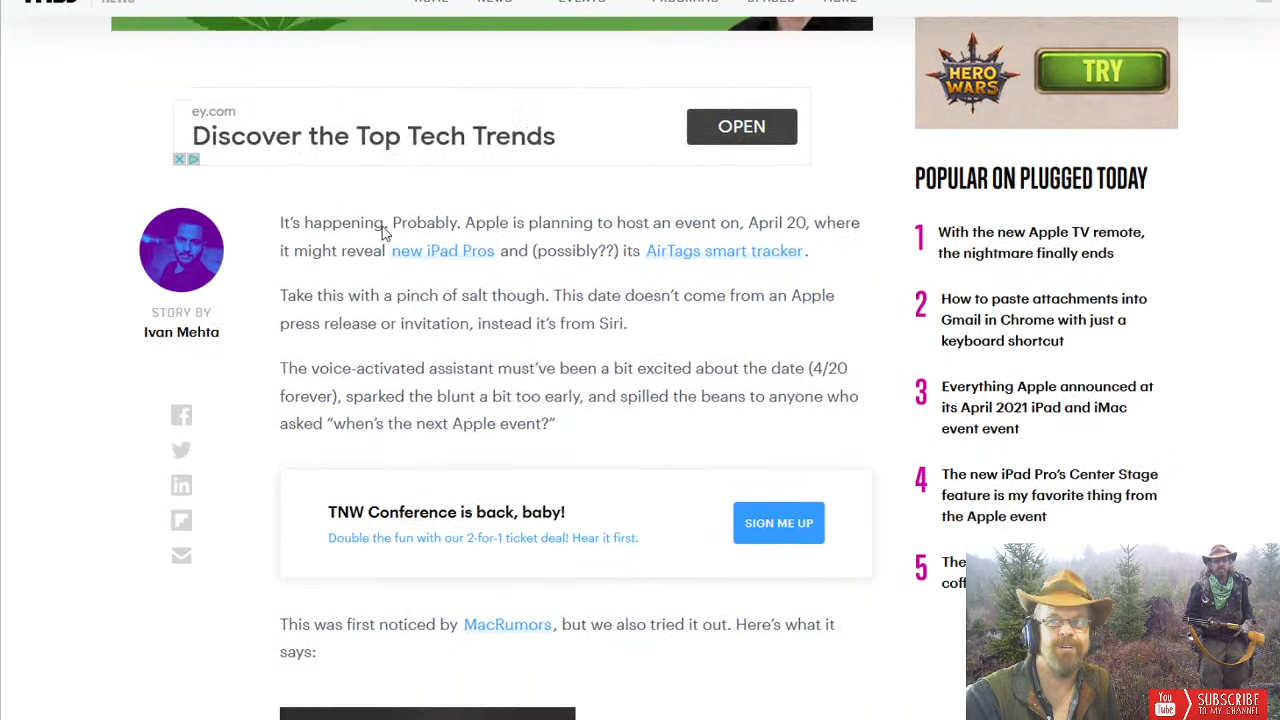 HOME NEWS EVENTS PROGRAMS SPACES MORE
NEWS
ey.com
Discover the Top Tech Trends
OPEN
HERO
WARS
TRY
POPULAR ON PLUGGED TODAY
1 With the new Apple TV remote,
the nightmare finally ends
2 How to paste attachments into
Gmail in Chrome with just a
keyboard shortcut
3 Everything Apple announced at
its April 2021 iPad and iMac
event event
4 The new iPad Pro's Center Stage
feature is my favorite thing from
the Apple event
5 The
STORY BY
Ivan Mehta
It's happening. Probably. Apple is planning to host an event on, April 20, where
it might reveal new iPad Pros and (possibly??) its AirTags smart tracker.
Take this with a pinch of salt though. This date doesn't come from an Apple
press release or invitation, instead it's from Siri.
The voice-activated assistant must've been a bit excited about the date (4/20
forever), sparked the blunt a bit too early, and spilled the beans to anyone who
asked "when's the next Apple event?"
TNW Conference is back, baby!
Double the fun with our 2-for-1 ticket deal! Hear it first.
SIGN ME UP
This was first noticed by MacRumors, but we also tried it out. Here's what it
says:
You
Tube
SUBSCRIBE
TO MY CHANNEL